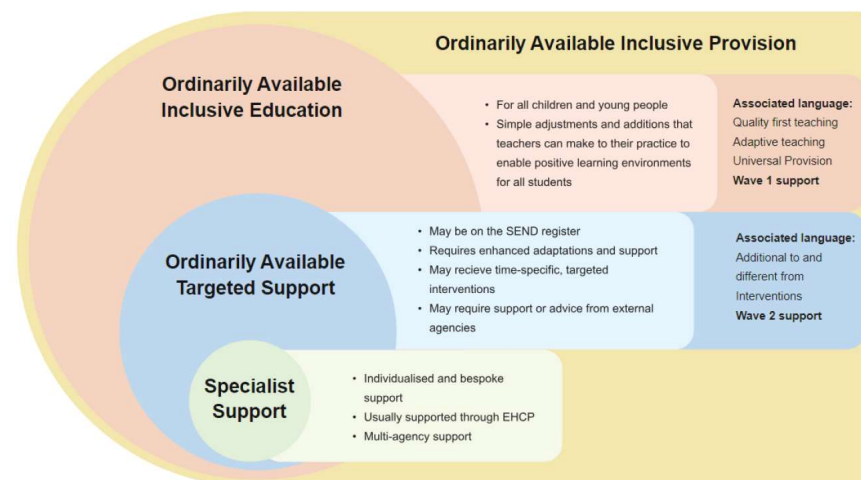 Ordinarily Available Inclusive Provision
Ordinarily Available
Inclusive Education
• For all children and young people
• Simple adjustments and additions that
teachers can make to their practice to
enable positive learning environments
for all students
Associated language:
Quality first teaching
Adaptive teaching
Universal Provision
Wave 1 support
Ordinarily Available
Targeted Support
• May be on the SEND register
• Requires enhanced adaptations and support
• May recieve time-specific, targeted
interventions
• May require support or advice from external
agencies
Associated language:
Additional to and
different from
Interventions
Wave 2 support
Specialist
Support
• Individualised and bespoke
support
• Usually supported through EHCP
• Multi-agency support